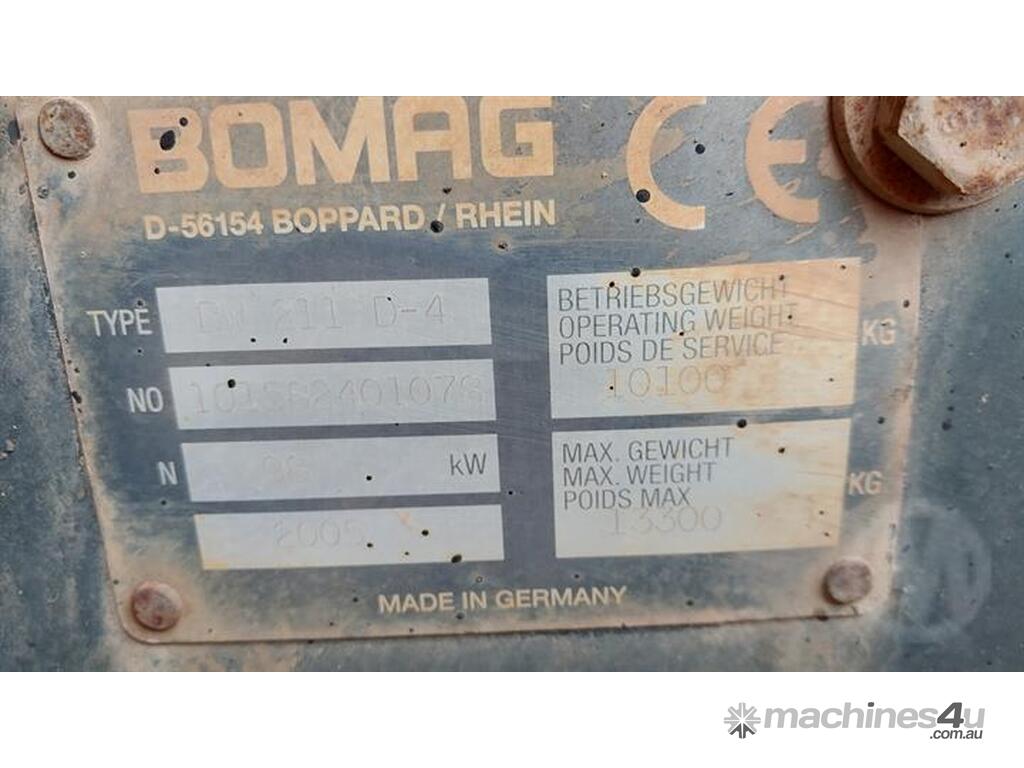 BOMAG CE
D-56154 BOPPARD / RHEIN
TYPE 211 D-4
NO
N kW
2005
BETRIEBSGEWICHT
OPERATING WEIGHT KG
POIDS DE SERVICE
10100
MAX. GEWICHT
MAX. WEIGHT KG
POIDS MAX
13300
MADE IN GERMANY
machines4u
.com.au